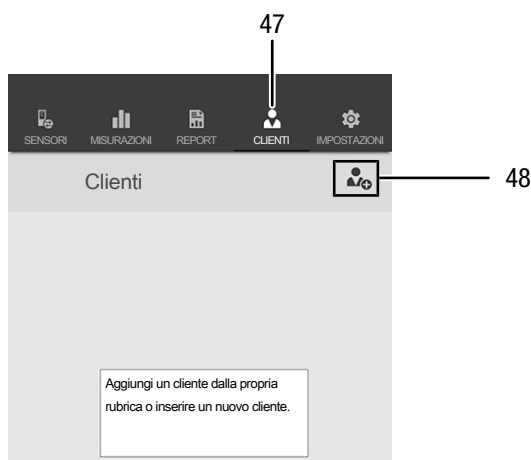 47
SENSORI MISURAZIONI REPORT CLIENTI IMPOSTAZIONI
Clienti
48
Aggiungi un cliente dalla propria
rubrica o inserire un nuovo cliente.